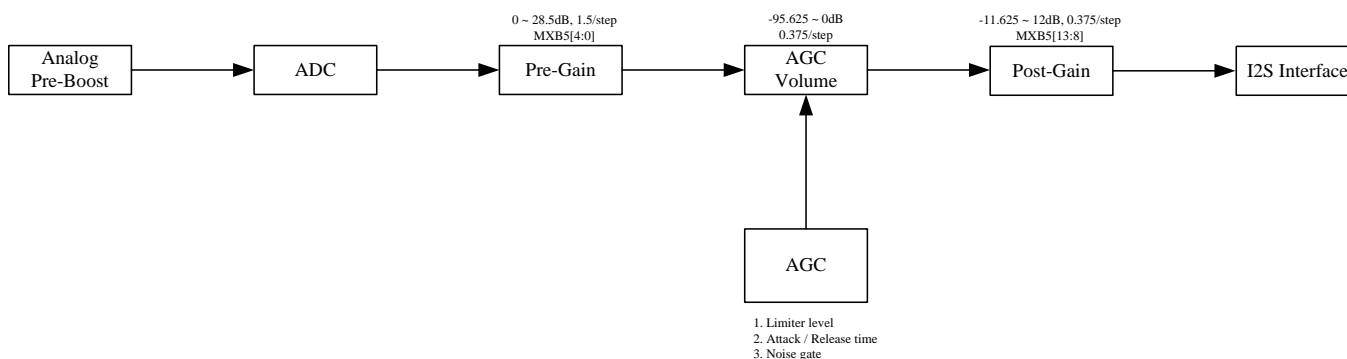 0 ~ 28.5dB, 1.5/step
MXB5[4:0]
-95.625 ~ 0dB
0.375/step
-11.625 ~ 12dB, 0.375/step
MXB5[13:8]
Analog
Pre-Boost
ADC
Pre-Gain
AGC
Volume
Post-Gain
I2S Interface
AGC
1. Limiter level
2. Attack / Release time
3. Noise gate